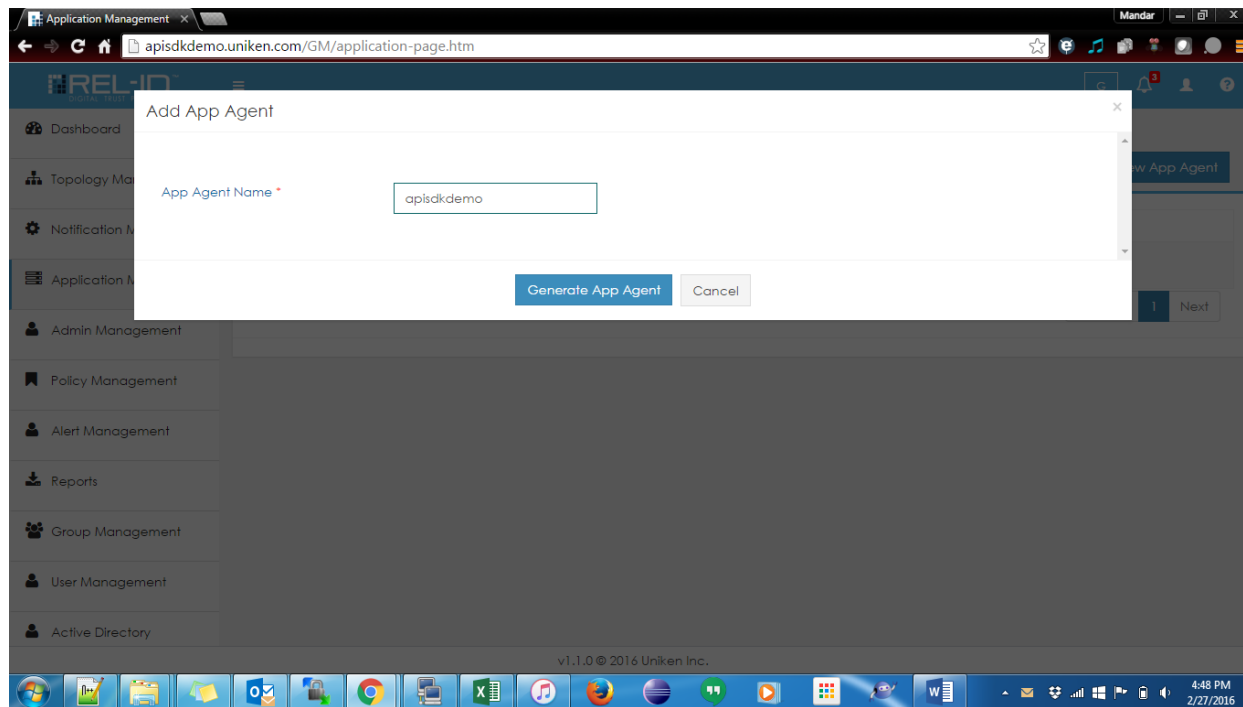 Application Management
Mandar
apisdkdemo.uniken.com/GM/application-page.htm
REL-ID
DIGITAL TRUST
G
3
Add App Agent
×
Dashboard
Topology Ma
ew App Agent
App Agent Name *
apisdkdemo
Notification M
Application M
Generate App Agent
Cancel
1
Next
Admin Management
Policy Management
Alert Management
Reports
Group Management
User Management
Active Directory
v1.1.0 © 2016 Uniken Inc.
4:48 PM
2/27/2016